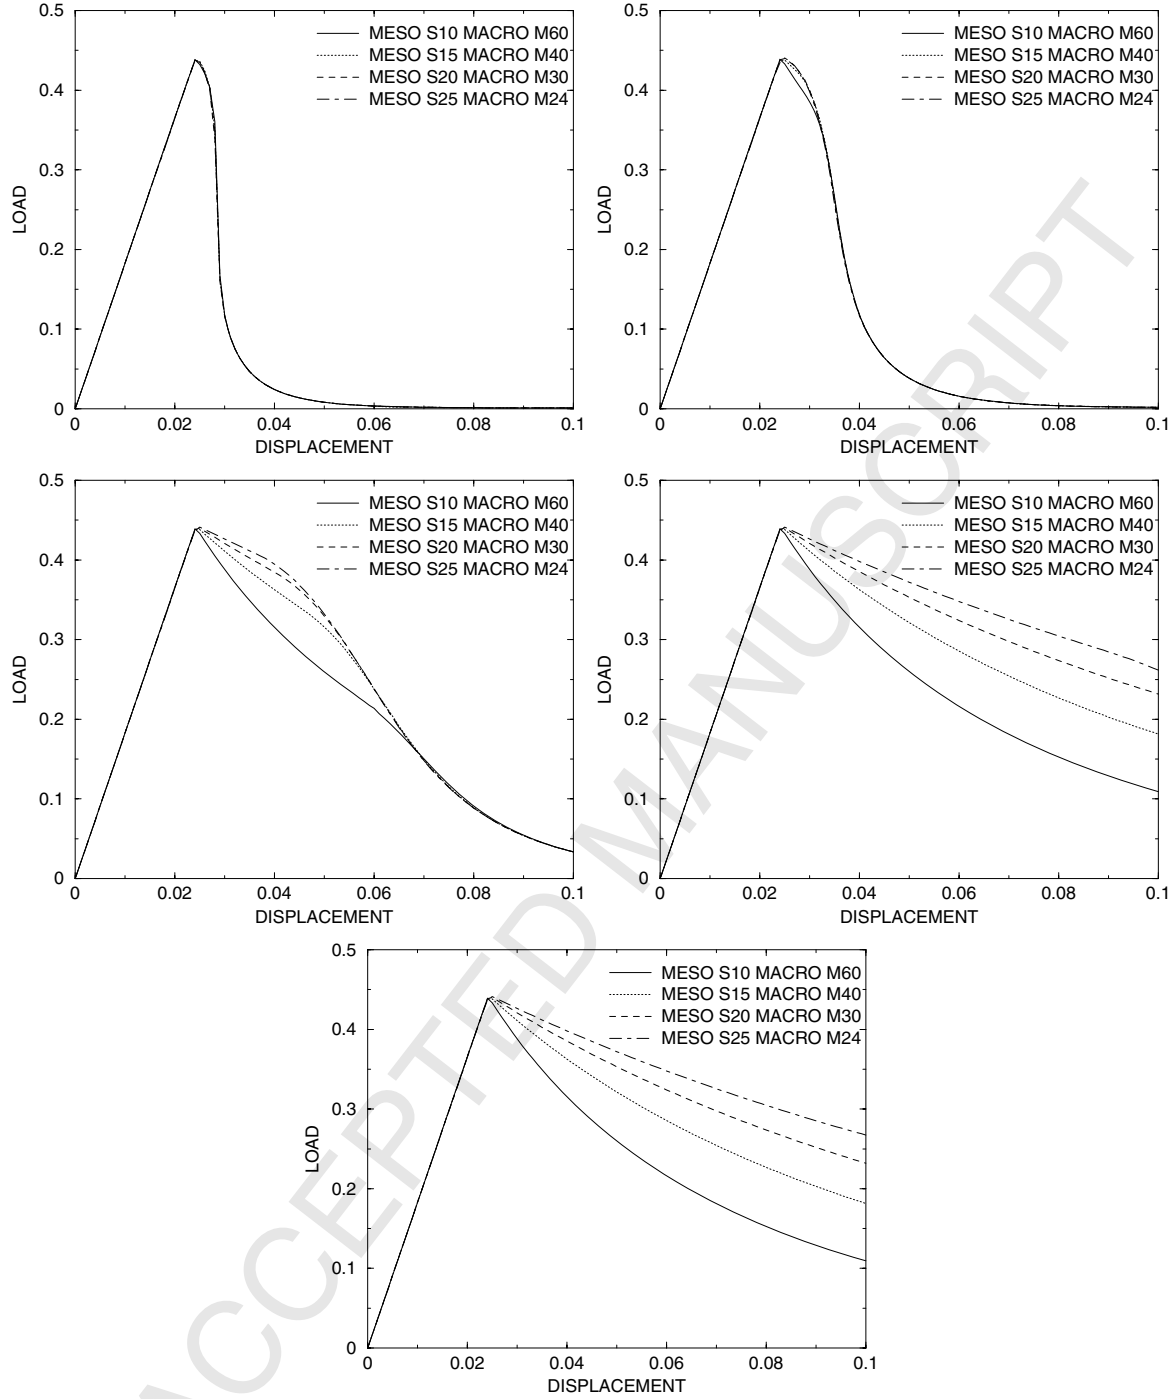 0.5
MESO S10 MACRO M60
MESO S15 MACRO M40
MESO S20 MACRO M30
MESO S25 MACRO M24
0.4
0.3
LOAD
0.2
0.1
0
0 0.02 0.04 0.06 0.08 0.1
DISPLACEMENT
0.5
MESO S10 MACRO M60
MESO S15 MACRO M40
MESO S20 MACRO M30
MESO S25 MACRO M24
0.4
0.3
LOAD
0.2
0.1
0
0 0.02 0.04 0.06 0.08 0.1
DISPLACEMENT
0.5
MESO S10 MACRO M60
MESO S15 MACRO M40
MESO S20 MACRO M30
MESO S25 MACRO M24
0.4
0.3
LOAD
0.2
0.1
0
0 0.02 0.04 0.06 0.08 0.1
DISPLACEMENT
0.5
MESO S10 MACRO M60
MESO S15 MACRO M40
MESO S20 MACRO M30
MESO S25 MACRO M24
0.4
0.3
LOAD
0.2
0.1
0
0 0.02 0.04 0.06 0.08 0.1
DISPLACEMENT
0.5
MESO S10 MACRO M60
MESO S15 MACRO M40
MESO S20 MACRO M30
MESO S25 MACRO M24
0.4
0.3
LOAD
0.2
0.1
0
0 0.02 0.04 0.06 0.08 0.1
DISPLACEMENT
ACCEPTED MANUSCRIPT